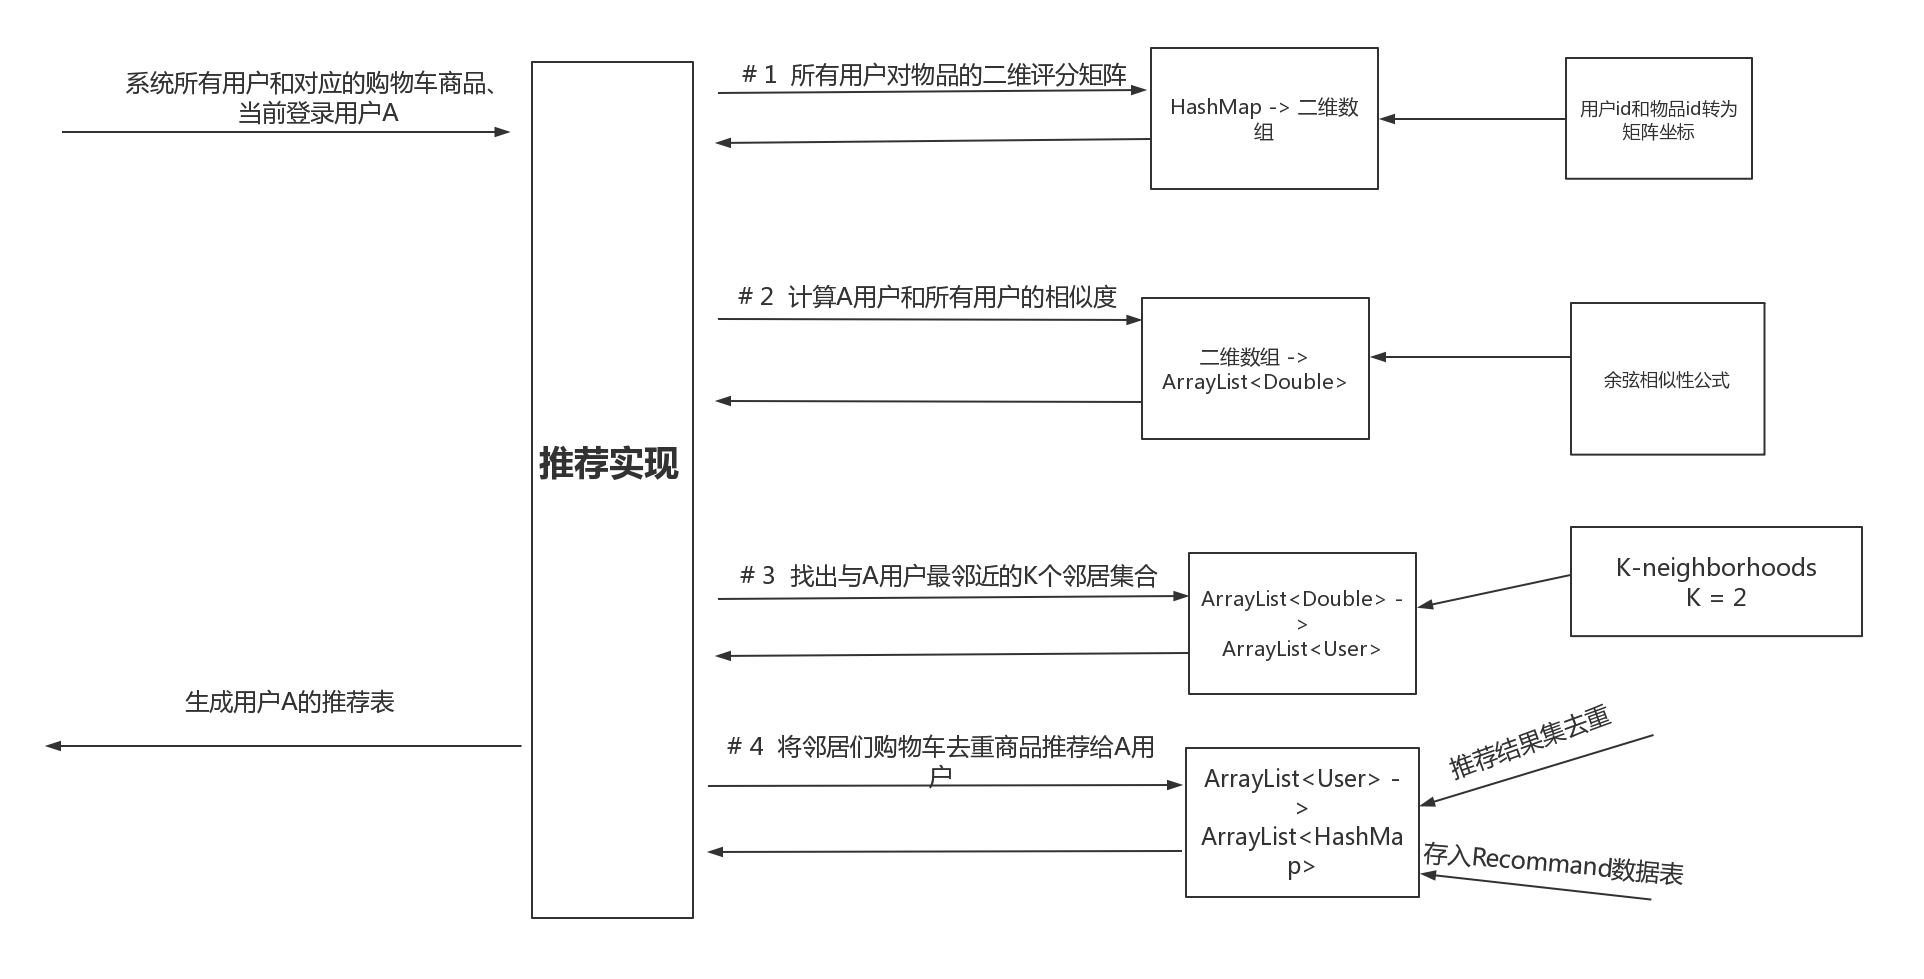 系统所有用户和对应的购物车商品、
当前登录用户A
# 1 所有用户对物品的二维评分矩阵
HashMap -> 二维数
组
用户id和物品id转为
矩阵坐标
# 2 计算A用户和所有用户的相似度
二维数组 ->
ArrayList<Double>
余弦相似性公式
推荐实现
# 3 找出与A用户最邻近的K个邻居集合
ArrayList<Double> -
>
ArrayList<User>
K-neighborhoods
K = 2
生成用户A的推荐表
# 4 将邻居们购物车去重商品推荐给A用
户
ArrayList<User> -
>
ArrayList<HashMa
p>
推荐结果集去重
存入Recommand数据表